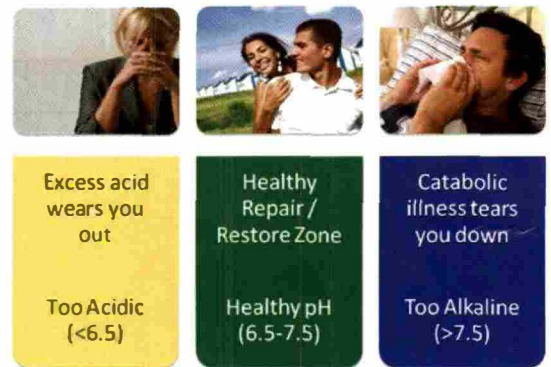 Excess acid
wears you
out
Too Acidic
(<6.5)
Healthy
Repair /
Restore Zone
Healthy pH
(6.5-7.5)
Catabolic
illness tears
you down
Too Alkaline
(>7.5)